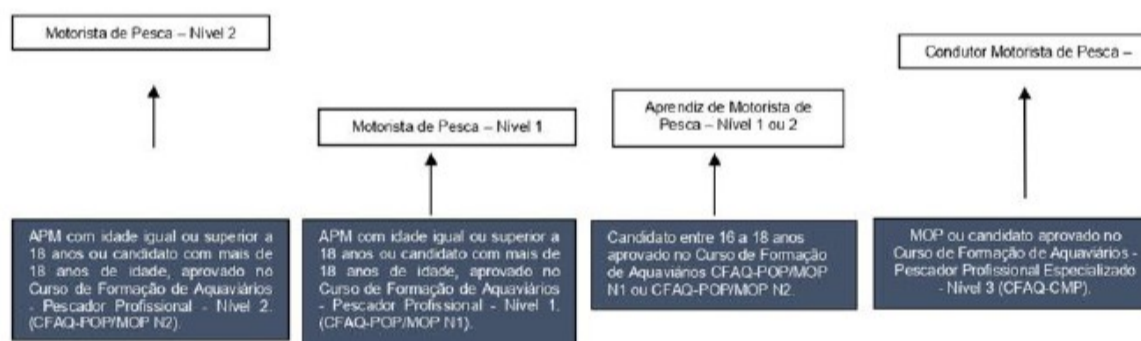 Motorista de Pesca – Nível 2
Condutor Motorista de Pesca –
Motorista de Pesca – Nível 1
Aprendiz de Motorista de
Pesca – Nível 1 ou 2
APM com idade igual ou superior a
18 anos ou candidato com mais de
18 anos de idade, aprovado no
Curso de Formação de Aquaviários
- Pescador Profissional - Nível 2.
(CFAQ-POP/MOP N2).
APM com idade igual ou superior a
18 anos ou candidato com mais de
18 anos de idade, aprovado no
Curso de Formação de Aquaviários
- Pescador Profissional - Nível 1.
(CFAQ-POP/MOP N1).
Candidato entre 16 a 18 anos
aprovado no Curso de Formação
de Aquaviários CFAQ-POP/MOP
N1 ou CFAQ-POP/MOP N2.
MOP ou candidato aprovado no
Curso de Formação de Aquaviários -
Pescador Profissional Especializado
- Nível 3 (CFAQ-CMP).